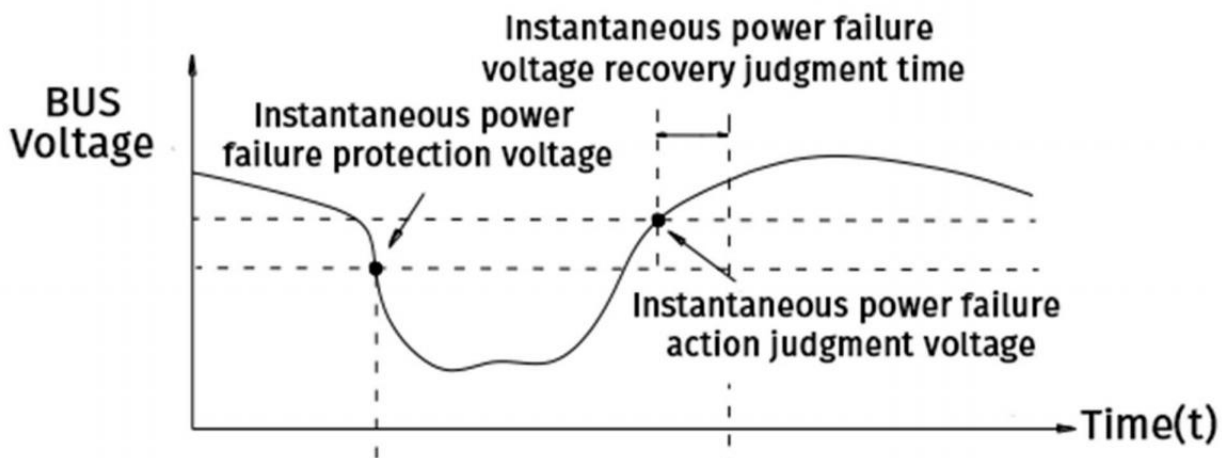 Instantaneous power failure
voltage recovery judgment time
BUS
Voltage
Instantaneous power
failure protection voltage
Instantaneous power failure
action judgment voltage
Time(t)